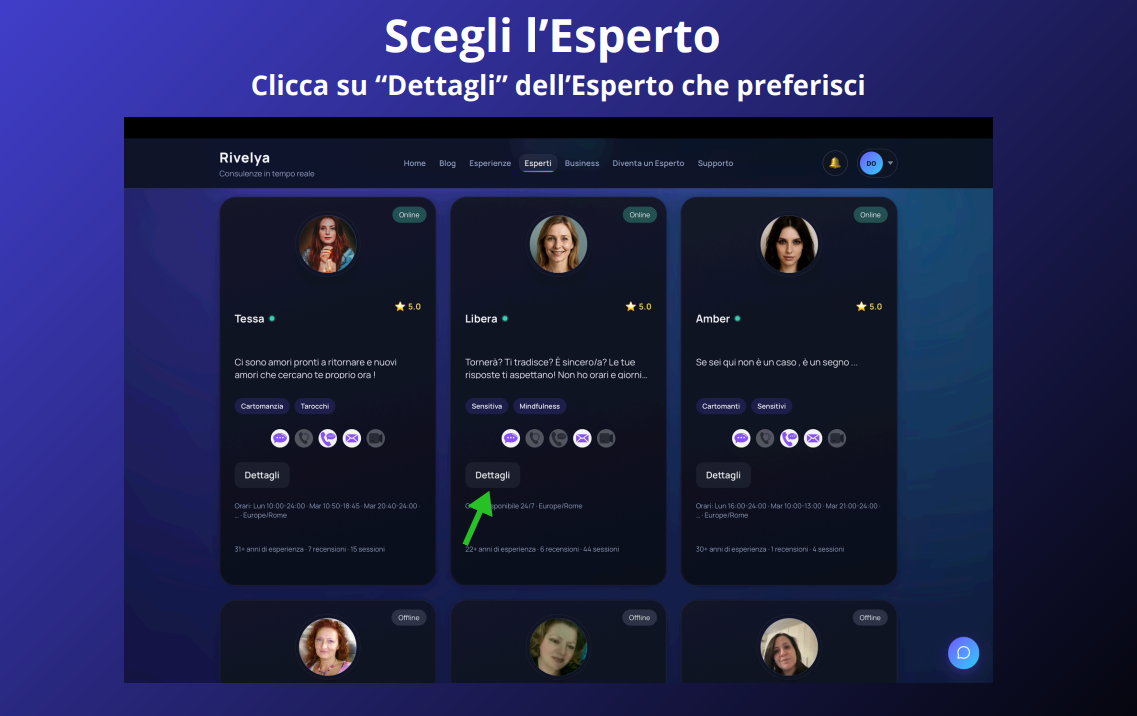 Scegli l’Esperto
Clicca su “Dettagli” dell’Esperto che preferisci
Rivelya
Consulenze in tempo reale
Home Blog Esperienze Esperti Business Diventa un Esperto Supporto
DO
Online
Online
Online
5.0
5.0
5.0
Tessa
Libera
Amber
Ci sono amori pronti a ritornare e nuovi
amori che cercano te proprio ora !
Tornerà? Ti tradisce? È sincero/a? Le tue
risposte ti aspettano! Non ho orari e giorni...
Se sei qui non è un caso , è un segno ...
Cartomanzia Tarocchi
Sensitiva Mindfulness
Cartomanti Sensitivi
Dettagli
Dettagli
Dettagli
Orari: Lun 10:00-24:00 · Mar 10:50-18:45 · Mar 20:40-24:00 ·
... · Europe/Rome
24/7 · Europe/Rome
Orari: Lun 16:00-24:00 · Mar 10:00-13:00 · Mar 21:00-24:00 ·
... · Europe/Rome
31+ anni di esperienza · 7 recensioni · 15 sessioni
22+ anni di esperienza · 6 recensioni · 44 sessioni
30+ anni di esperienza · 1 recensioni · 4 sessioni
Offline
Offline
Offline